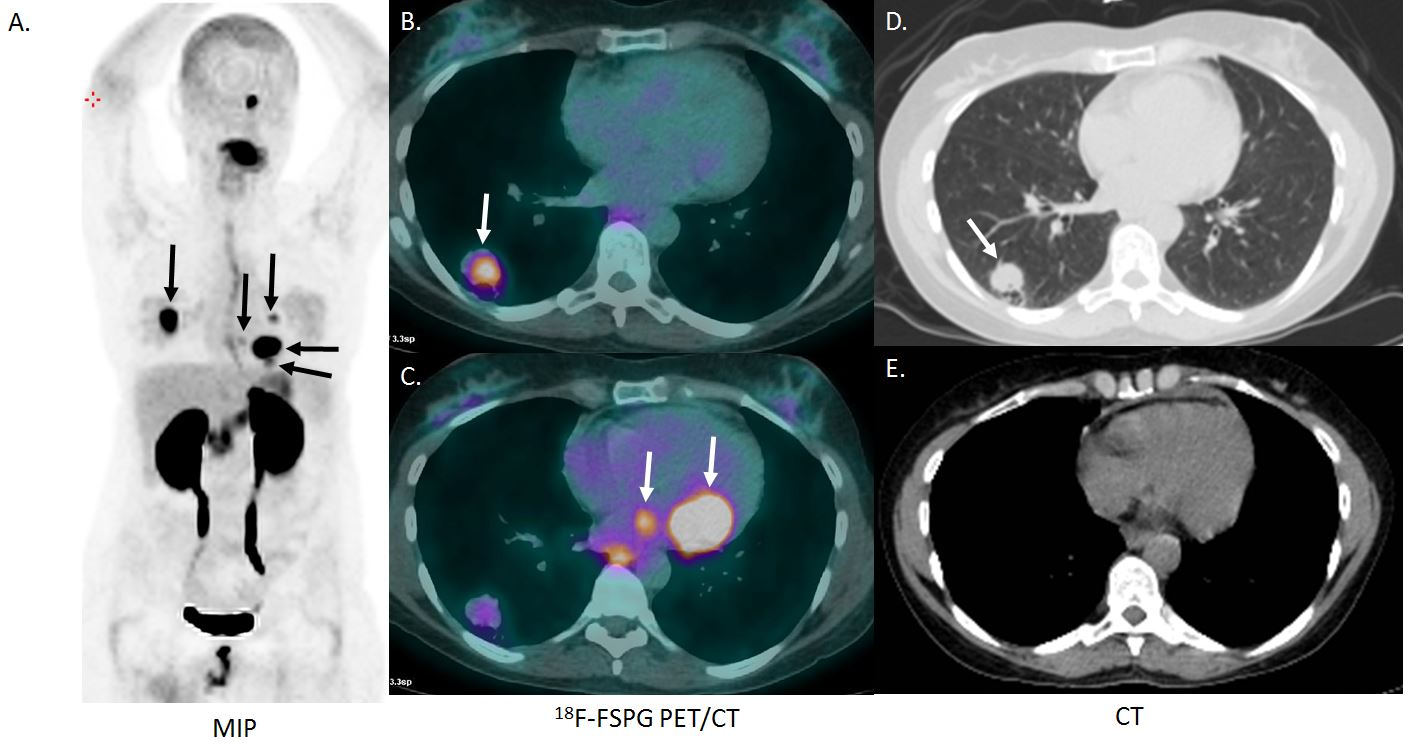 A.
B.
D.
/3.3sp
C.
E.
3.3sp
MIP
18F-FSPG PET/CT
CT